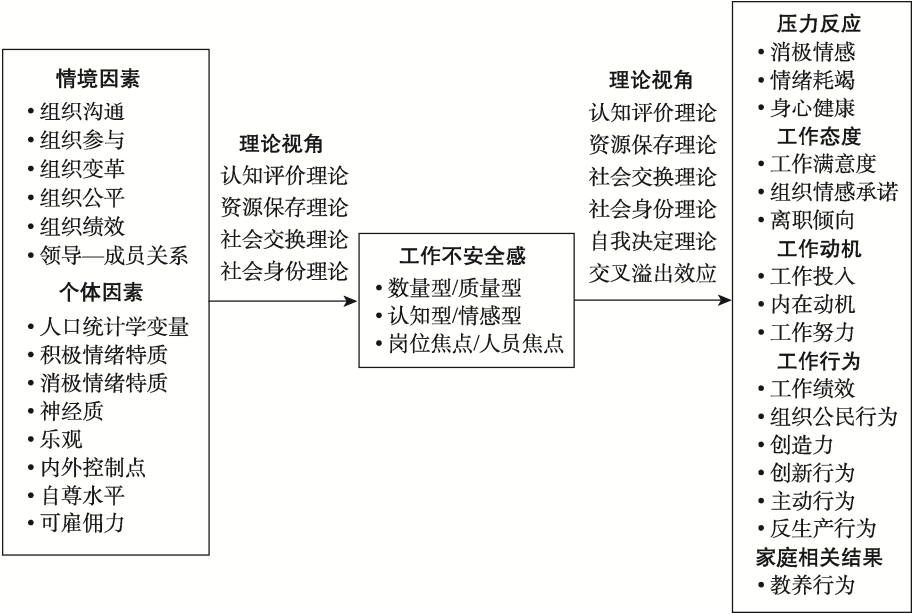 情境因素
• 组织沟通
• 组织参与
• 组织变革
• 组织公平
• 组织绩效
• 领导—成员关系
个体因素
• 人口统计学变量
• 积极情绪特质
• 消极情绪特质
• 神经质
• 乐观
• 内外控制点
• 自尊水平
• 可雇佣力
理论视角
认知评价理论
资源保存理论
社会交换理论
社会身份理论
工作不安全感
• 数量型/质量型
• 认知型/情感型
• 岗位焦点/人员焦点
理论视角
认知评价理论
资源保存理论
社会交换理论
社会身份理论
自我决定理论
交叉溢出效应
压力反应
• 消极情感
• 情绪耗竭
• 身心健康
工作态度
• 工作满意度
• 组织情感承诺
• 离职倾向
工作动机
• 工作投入
• 内在动机
• 工作努力
工作行为
• 工作绩效
• 组织公民行为
• 创造力
• 创新行为
• 主动行为
• 反生产行为
家庭相关结果
• 教养行为